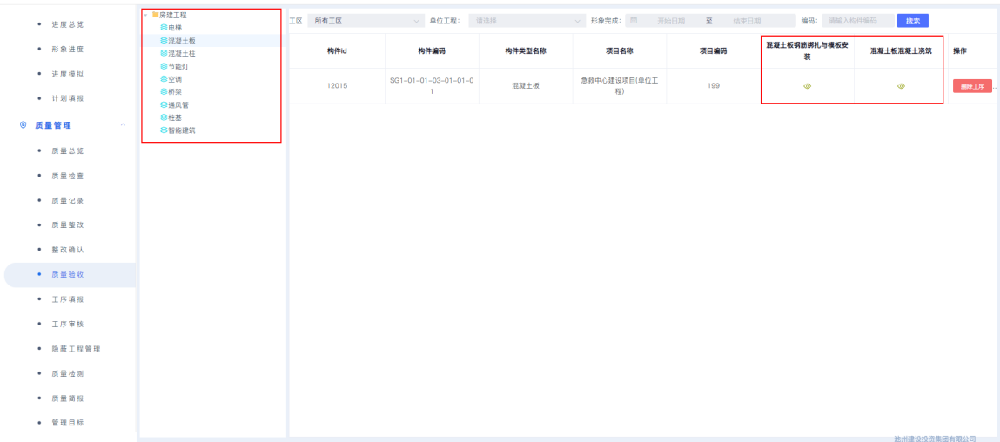 进度总览
形象进度
进度模拟
计划填报
质量管理
质量总览
质量检查
质量记录
质量整改
整改确认
质量验收
工序填报
工序审核
隐蔽工程管理
质量检测
质量简报
管理目标
房建工程
电梯
混凝土板
混凝土柱
节能灯
空调
桥架
通风管
桩基
智能建筑
工区 所有工区 单位工程: 请选择 形象完成: 开始日期 至 结束日期 编码: 请输入构件编码 搜索
构件id 构件编码 构件类型名称 项目名称 项目编码 混凝土板钢筋绑扎与模板安 混凝土板混凝土浇筑 操作
装
12015 SG1-01-01-03-01-01-0 混凝土板 急救中心建设项目(单位工 199 删除工序 ...
1 程)
池州建设投资集团有限公司